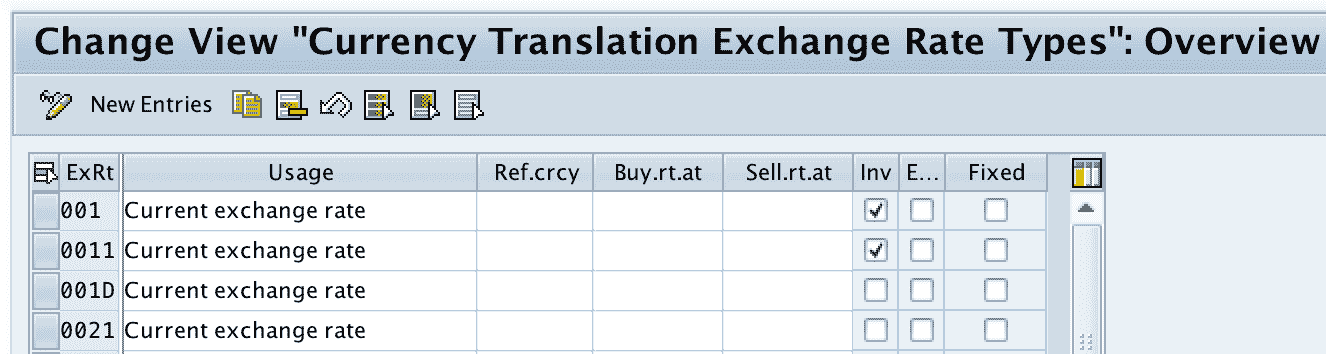 Change View "Currency Translation Exchange Rate Types": Overview
New Entries
ExRt Usage Ref.crcy Buy.rt.at Sell.rt.at Inv E... Fixed
001 Current exchange rate
0011 Current exchange rate
001D Current exchange rate
0021 Current exchange rate